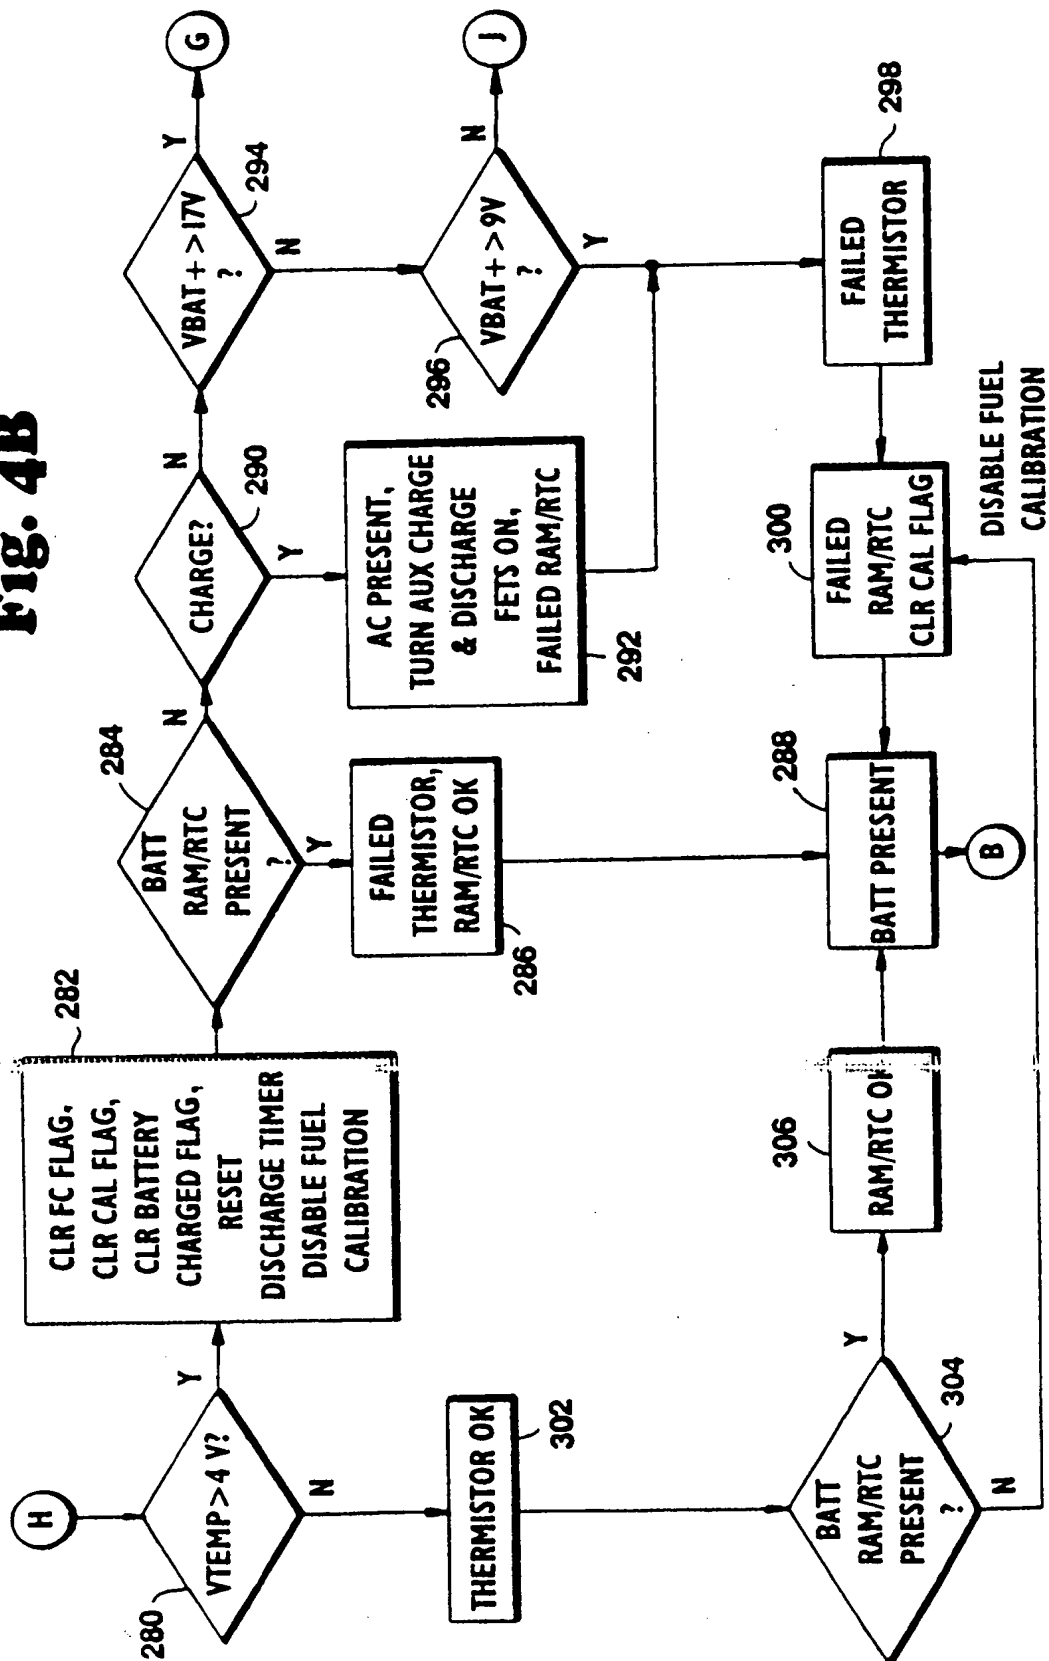 Fig. 4B
H
280
VTEMP > 4 V?
Y
N
282
CLR FC FLAG,
CLR CAL FLAG,
CLR BATTERY
CHARGED FLAG,
RESET
DISCHARGE TIMER
DISABLE FUEL
CALIBRATION
284
BATT
RAM/RTC
PRESENT
?
N
Y
290
CHARGE?
N
Y
VBAT+ >17V
?
294
Y
G
N
296
VBAT+ >9V
?
N
J
Y
AC PRESENT,
TURN AUX CHARGE
& DISCHARGE
FETS ON,
FAILED RAM/RTC
292
FAILED
THERMISTOR,
RAM/RTC OK
286
THERMISTOR OK
302
BATT
RAM/RTC
PRESENT
?
304
Y
N
306
RAM/RTC OK
288
BATT PRESENT
B
300
FAILED
RAM/RTC
CLR CAL FLAG
298
FAILED
THERMISTOR
DISABLE FUEL
CALIBRATION